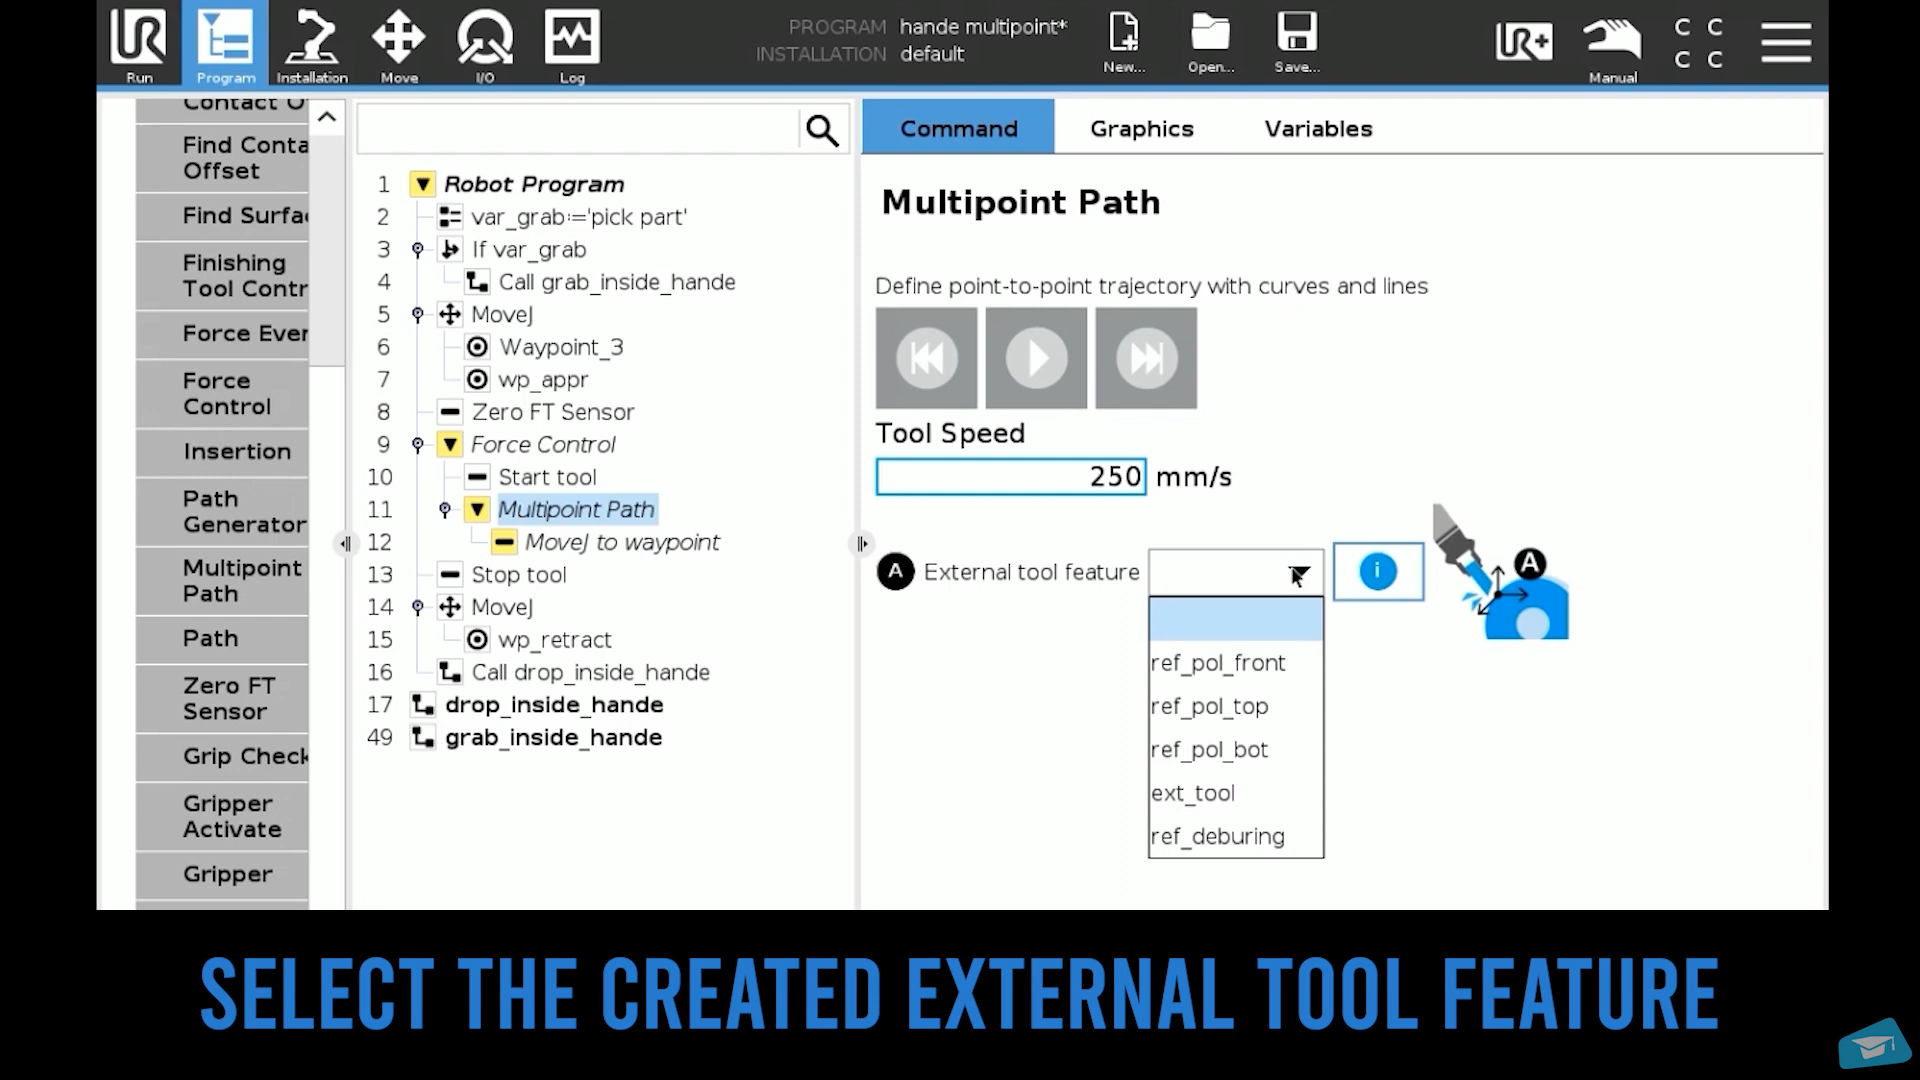 UR
Run
Program
Installation
Move
I/O
Log
PROGRAM hande multipoint*
INSTALLATION default
New...
Open...
Save...
UR+
Manual
C C
C C
Contact O
Find Conta
Offset
Find Surfa
Finishing
Tool Contr
Force Ever
Force
Control
Insertion
Path
Generator
Multipoint
Path
Path
Zero FT
Sensor
Grip Check
Gripper
Activate
Gripper
1 Robot Program
2 var_grab:='pick part'
3 If var_grab
4 Call grab_inside_hande
5 MoveJ
6 Waypoint_3
7 wp_appr
8 Zero FT Sensor
9 Force Control
10 Start tool
11 Multipoint Path
12 MoveJ to waypoint
13 Stop tool
14 MoveJ
15 wp_retract
16 Call drop_inside_hande
17 drop_inside_hande
49 grab_inside_hande
Command
Graphics
Variables
Multipoint Path
Define point-to-point trajectory with curves and lines
Tool Speed
250 mm/s
A External tool feature
i
A
ref_pol_front
ref_pol_top
ref_pol_bot
ext_tool
ref_deburing
SELECT THE CREATED EXTERNAL TOOL FEATURE